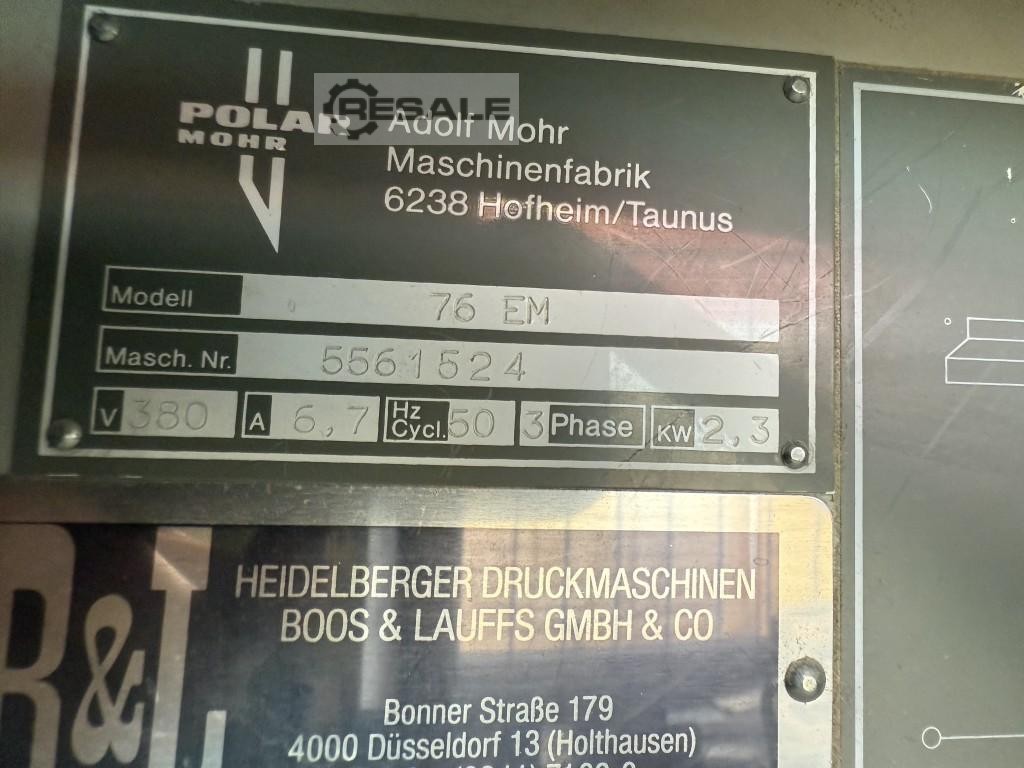 POLAR
MOHR
RESALE
Adolf Mohr
Maschinenfabrik
6238 Hofheim/Taunus
Modell 76 EM
Masch. Nr. 5561524
V 380 A 6,7 Hz Cycl. 50 3 Phase KW 2,3
&
HEIDELBERGER DRUCKMASCHINEN
BOOS & LAUFFS GMBH & CO
Bonner Straße 179
4000 Düsseldorf 13 (Holthausen)